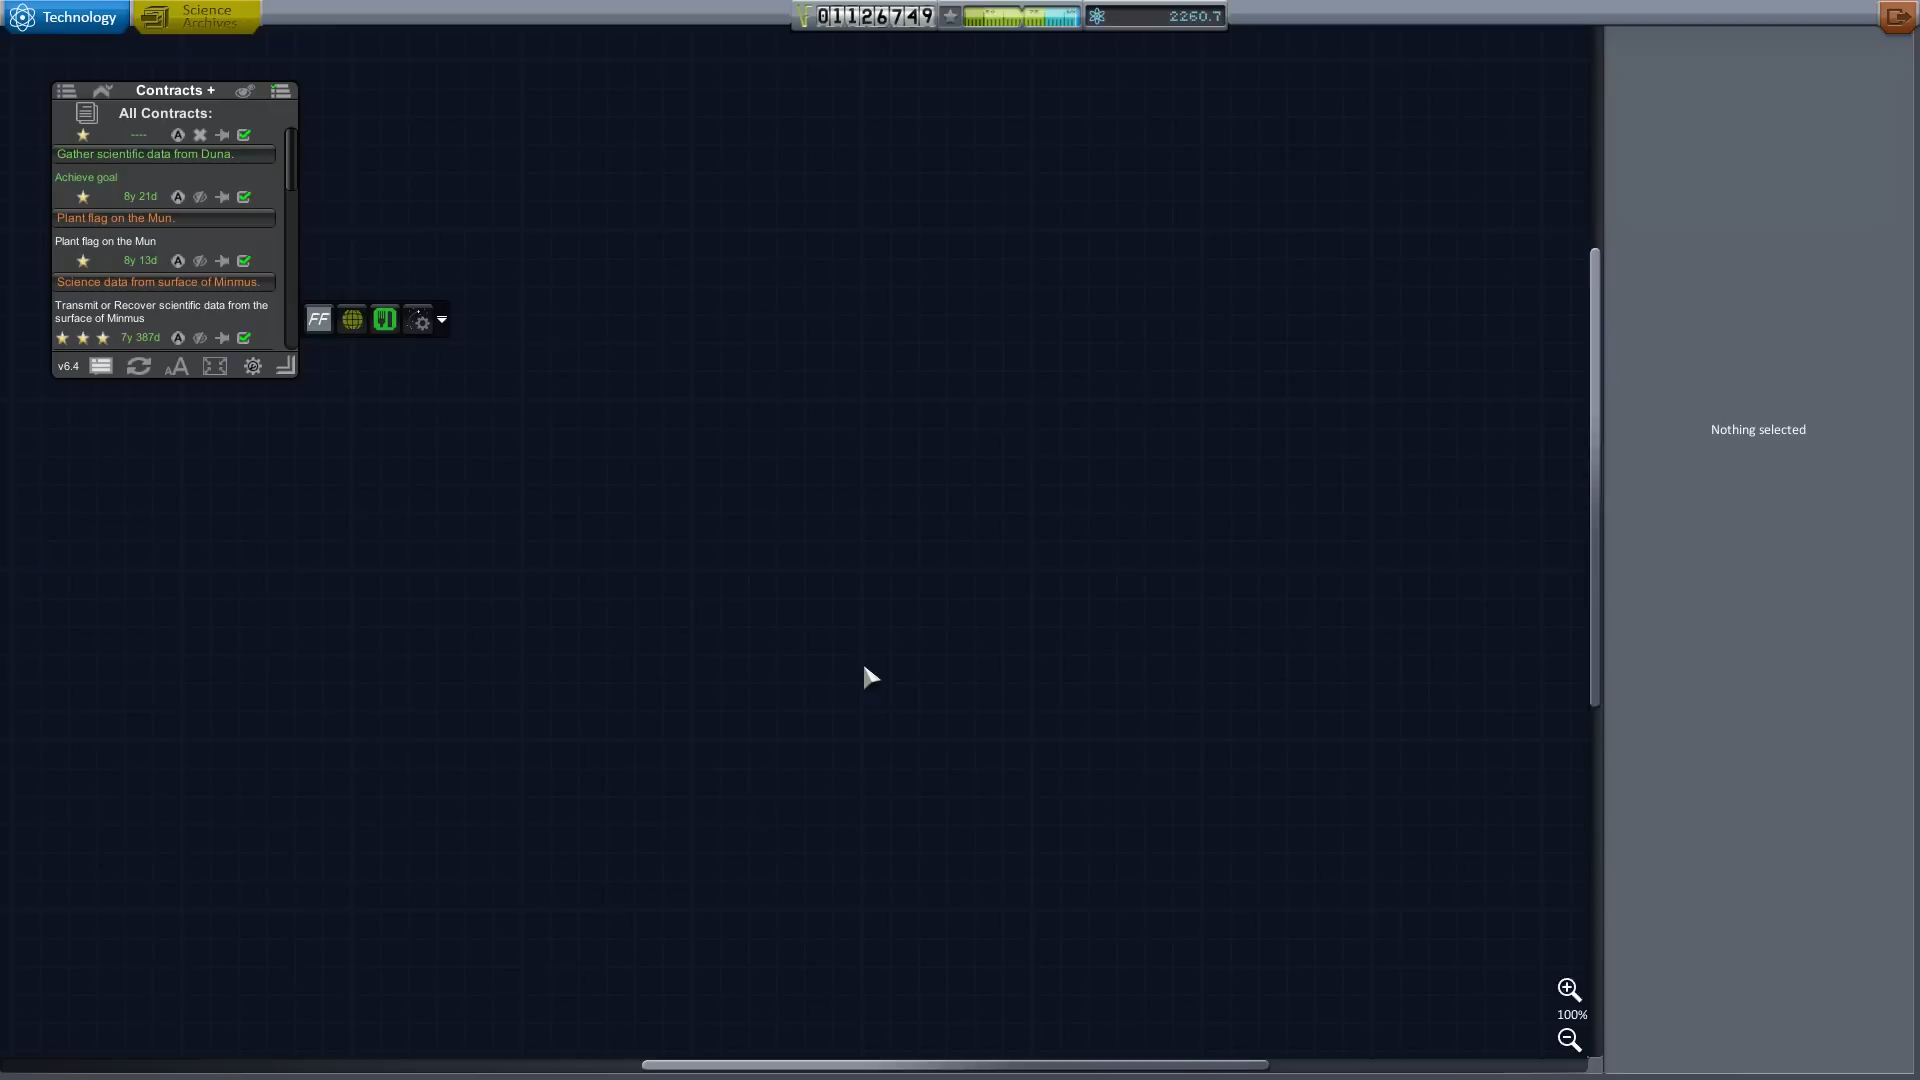 Technology
Science
Archives
01126749
2260.7
Contracts +
All Contracts:
----
Gather scientific data from Duna.
Achieve goal
8y 21d
Plant flag on the Mun.
Plant flag on the Mun
8y 13d
Science data from surface of Minmus.
Transmit or Recover scientific data from the
surface of Minmus
7y 387d
v6.4
AA
FF
Nothing selected
100%